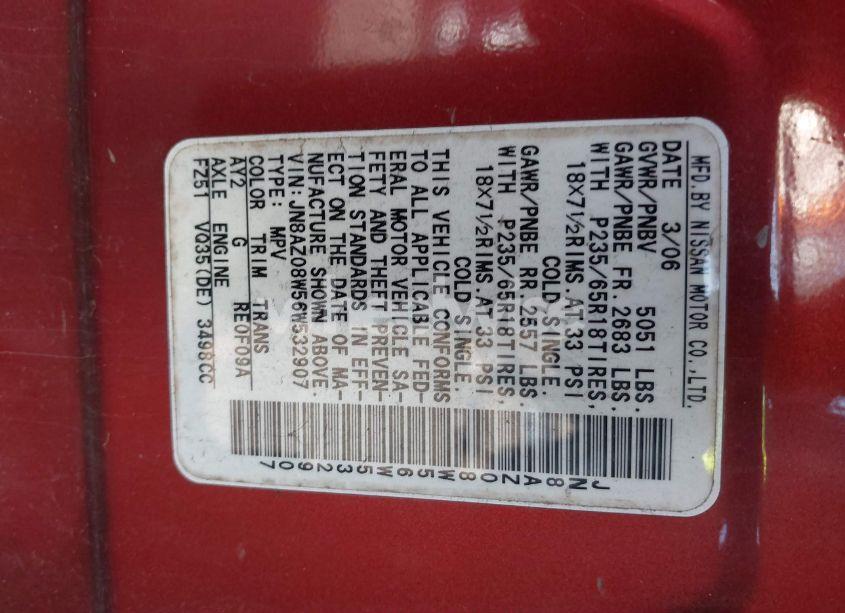 MFD. BY NISSAN MOTOR CO., LTD.
DATE 3/06
GVWR/PNBV 5051 LBS.
GAWR/PNBE FR. 2683 LBS.
WITH P235/65R18TIRES,
18X7½RIMS. AT 33 PSI
COLD SINGLE.
GAWR/PNBE RR 2557 LBS.
WITH P235/65R18TIRES,
18X7½RIMS. AT 33 PSI
COLD SINGLE
THIS VEHICLE CONFORMS
TO ALL APPLICABLE FED-
ERAL MOTOR VEHICLE SA-
FETY AND THEFT PREVEN-
TION STANDARDS IN EFF-
ECT ON THE DATE OF MA-
NUFACTURE SHOWN ABOVE.
VIN: JN8AZ08W56W532907
TYPE: MPV
COLOR TRIM TRANS
AY2 G RE0F09A
AXLE ENGINE
FZ51 VQ35(DE) 3498CC
JN8AZ08W56W532907